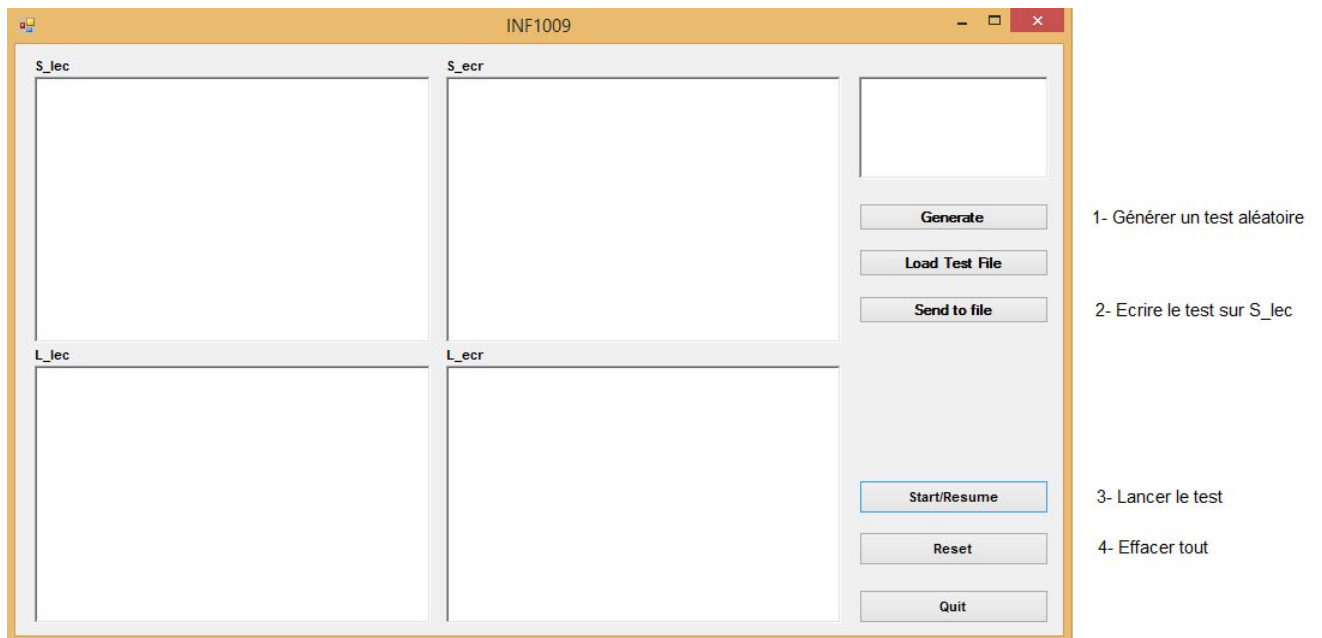 INF1009
S_lec
S_ecr
Generate
1- Générer un test aléatoire
Load Test File
Send to file
2- Ecrire le test sur S_lec
L_lec
L_ecr
Start/Resume
3- Lancer le test
Reset
4- Effacer tout
Quit